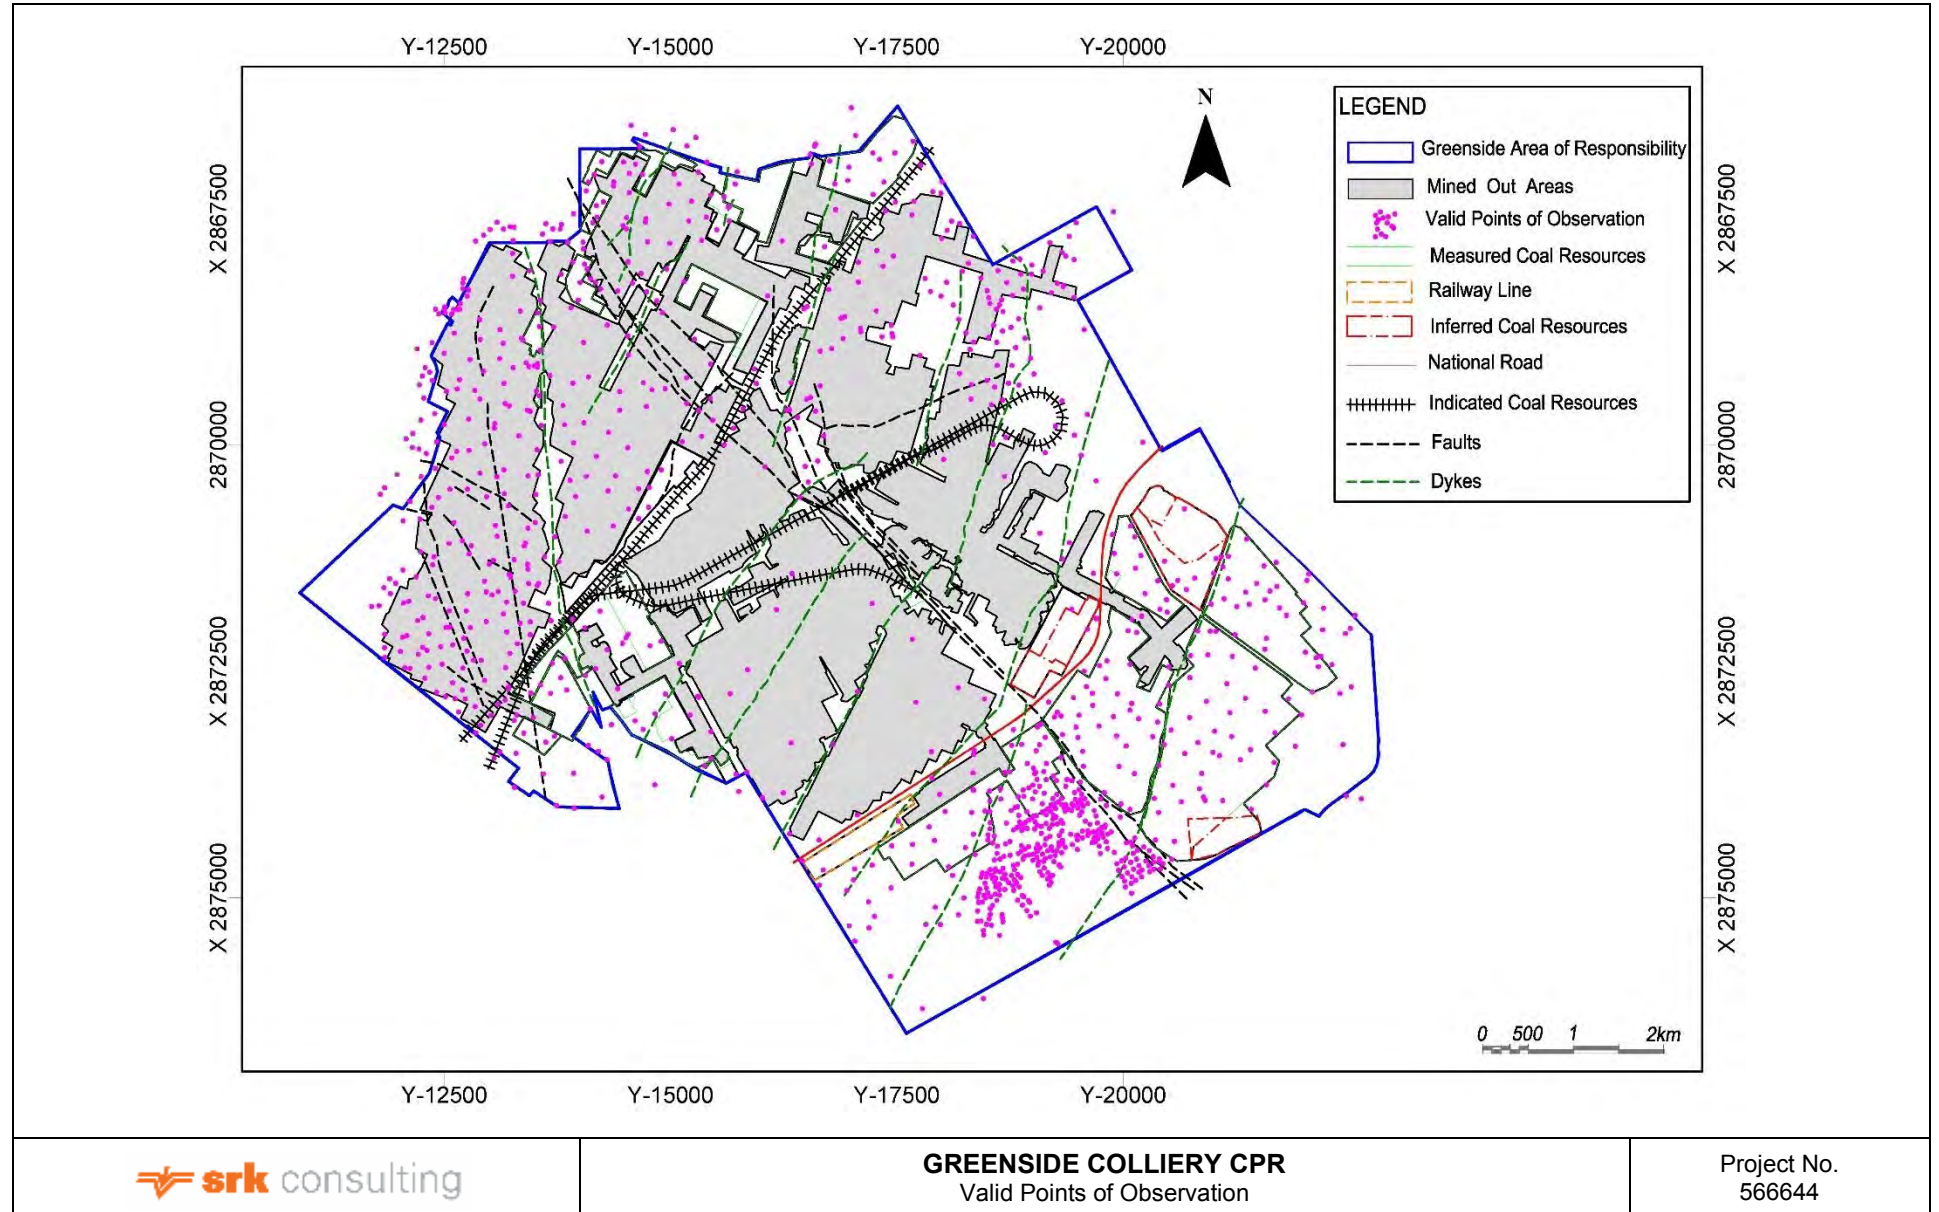 Y-12500 Y-15000 Y-17500 Y-20000
N
LEGEND
Greenside Area of Responsibility
Mined Out Areas
Valid Points of Observation
Measured Coal Resources
Railway Line
Inferred Coal Resources
National Road
Indicated Coal Resources
Faults
Dykes
X 2867500
2870000
X 2872500
X 2875000
X 2867500
X 2870000
X 2872500
X 2875000
0 500 1 2km
Y-12500 Y-15000 Y-17500 Y-20000
srk consulting
GREENSIDE COLLIERY CPR
Valid Points of Observation
Project No.
566644